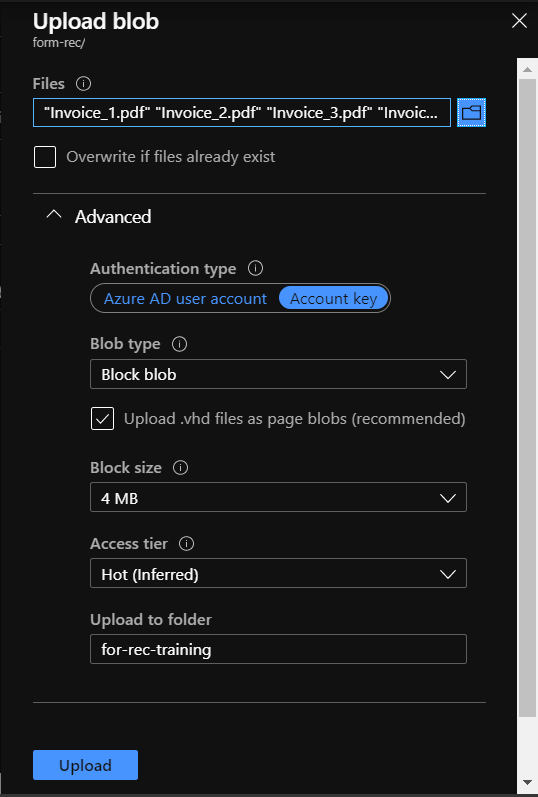 Upload blob
form-rec/
Files
"Invoice_1.pdf" "Invoice_2.pdf" "Invoice_3.pdf" "Invoic...
Overwrite if files already exist
Advanced
Authentication type
Azure AD user account Account key
Blob type
Block blob
Upload .vhd files as page blobs (recommended)
Block size
4 MB
Access tier
Hot (Inferred)
Upload to folder
for-rec-training
Upload